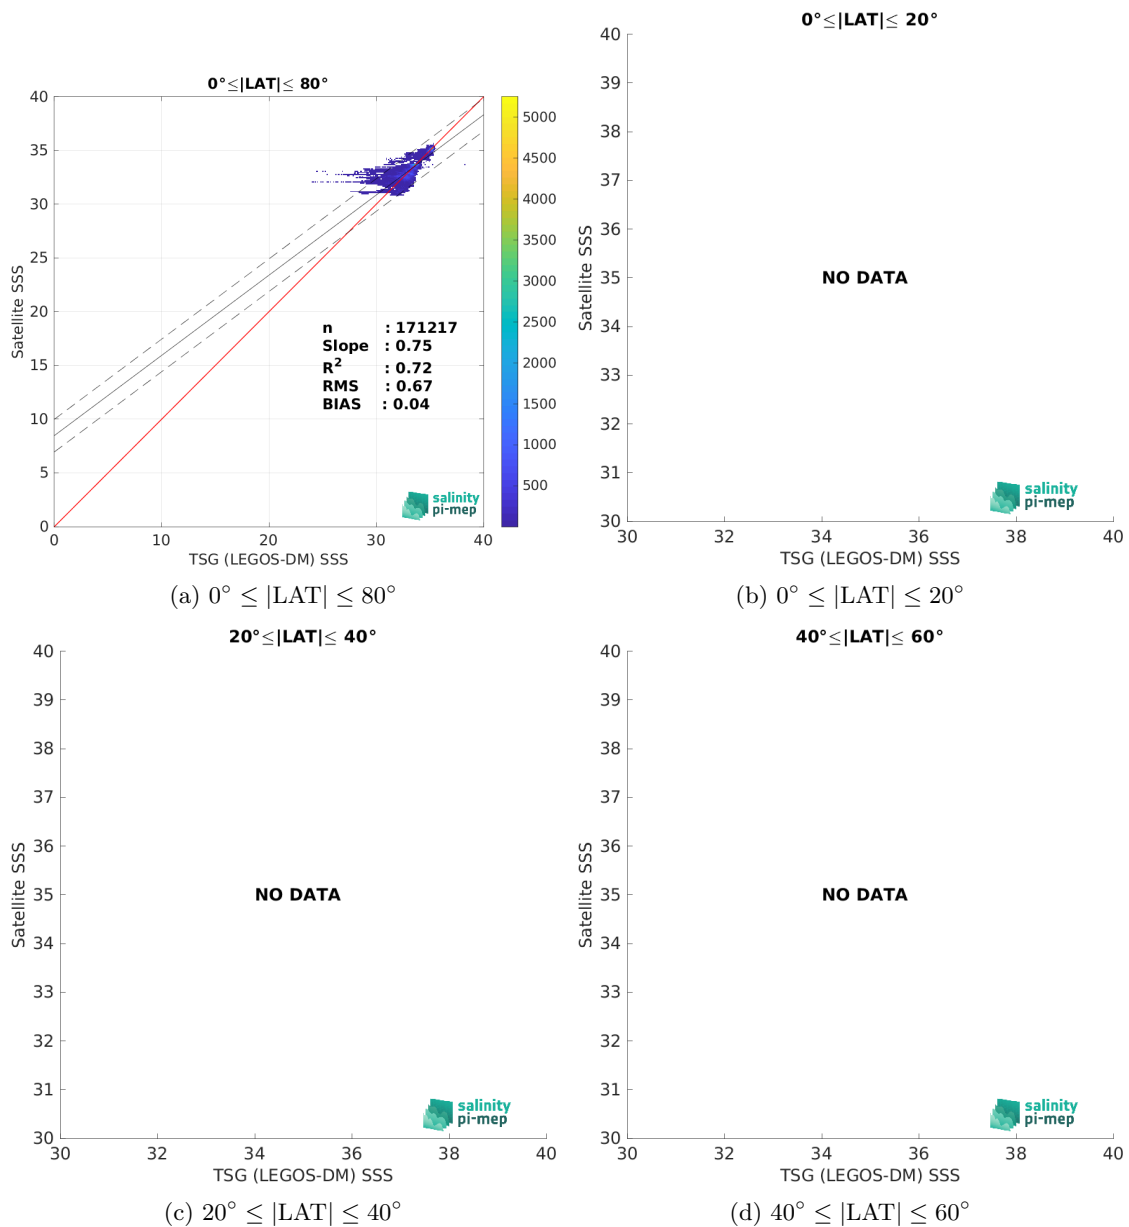 0°≤|LAT|≤ 80°
40
35
30
25
20
15
10
5
0
Satellite SSS
n : 171217
Slope : 0.75
R² : 0.72
RMS : 0.67
BIAS : 0.04
salinity
pi-mep
0 10 20 30 40
TSG (LEGOS-DM) SSS
5000
4500
4000
3500
3000
2500
2000
1500
1000
500
(a) 0° ≤ |LAT| ≤ 80°
0°≤|LAT|≤ 20°
40
39
38
37
36
35
34
33
32
31
30
Satellite SSS
NO DATA
salinity
pi-mep
30 32 34 36 38 40
TSG (LEGOS-DM) SSS
(b) 0° ≤ |LAT| ≤ 20°
20°≤|LAT|≤ 40°
40
39
38
37
36
35
34
33
32
31
30
Satellite SSS
NO DATA
salinity
pi-mep
30 32 34 36 38 40
TSG (LEGOS-DM) SSS
(c) 20° ≤ |LAT| ≤ 40°
40°≤|LAT|≤ 60°
40
39
38
37
36
35
34
33
32
31
30
Satellite SSS
NO DATA
salinity
pi-mep
30 32 34 36 38 40
TSG (LEGOS-DM) SSS
(d) 40° ≤ |LAT| ≤ 60°